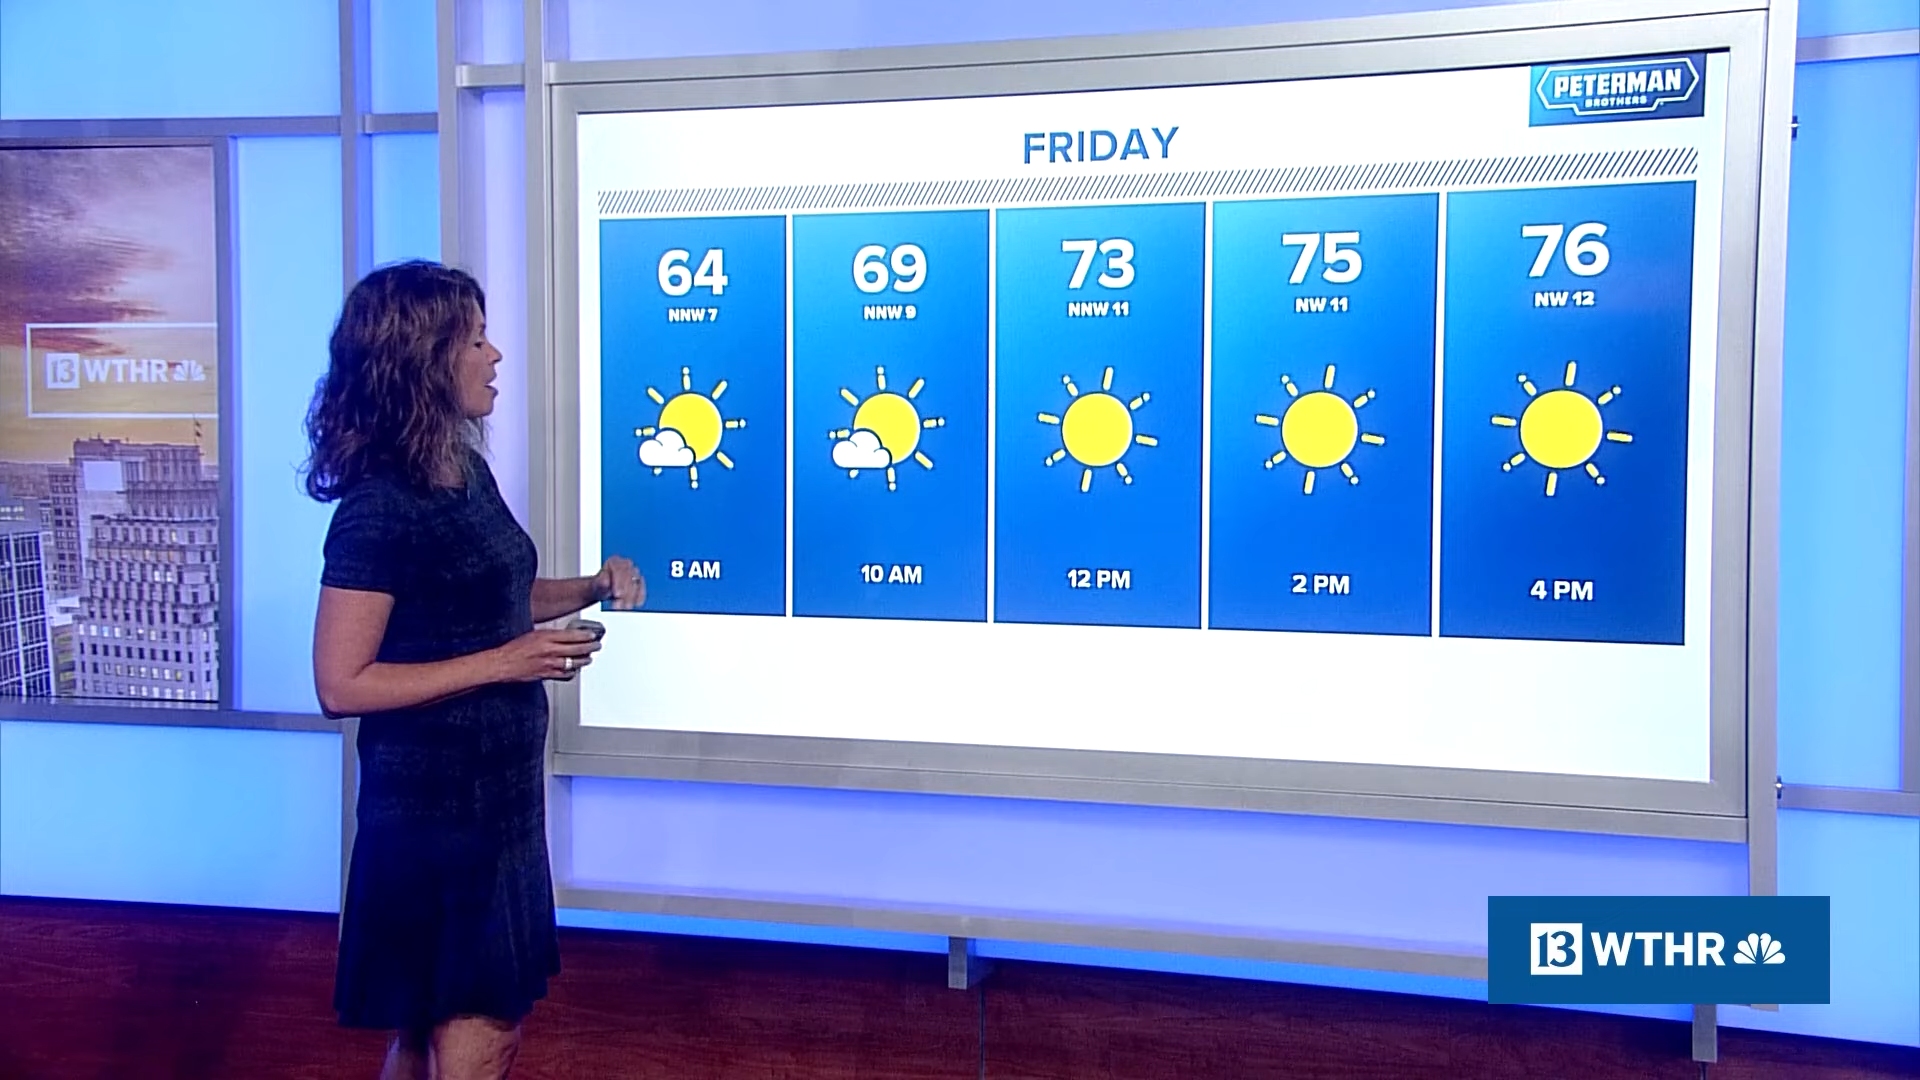 PETERMAN
BROTHERS
FRIDAY
64
NNW 7
8 AM
69
NNW 9
10 AM
73
NNW 11
12 PM
75
NW 11
2 PM
76
NW 12
4 PM
13 WTHR
13 WTHR